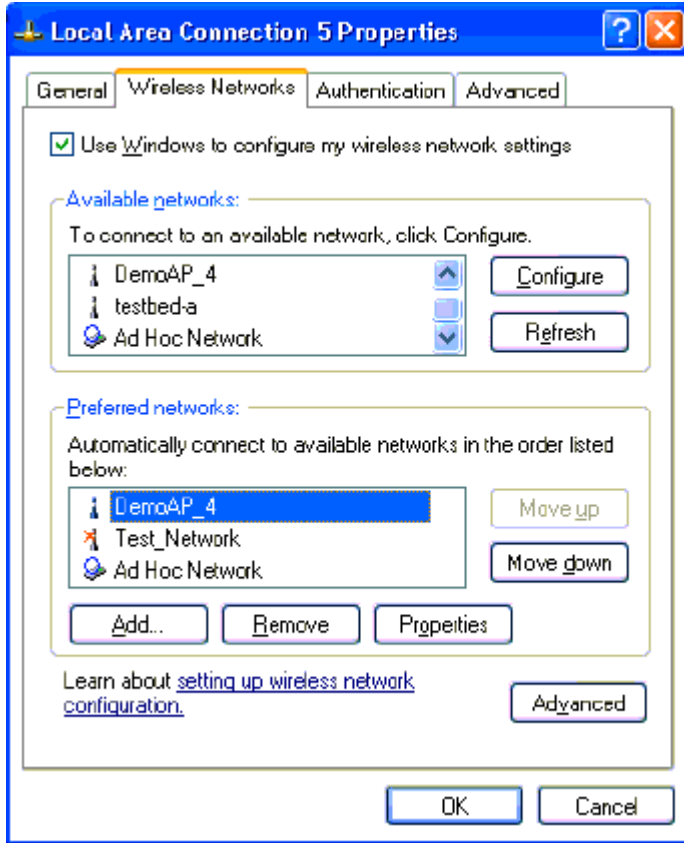 Local Area Connection 5 Properties
General Wireless Networks Authentication Advanced
Use Windows to configure my wireless network settings
Available networks:
To connect to an available network, click Configure.
DemoAP_4
testbed-a
Ad Hoc Network
Configure
Refresh
Preferred networks:
Automatically connect to available networks in the order listed
below:
DemoAP_4
Test_Network
Ad Hoc Network
Move up
Move down
Add... Remove Properties
Learn about setting up wireless network
configuration.
Advanced
OK Cancel